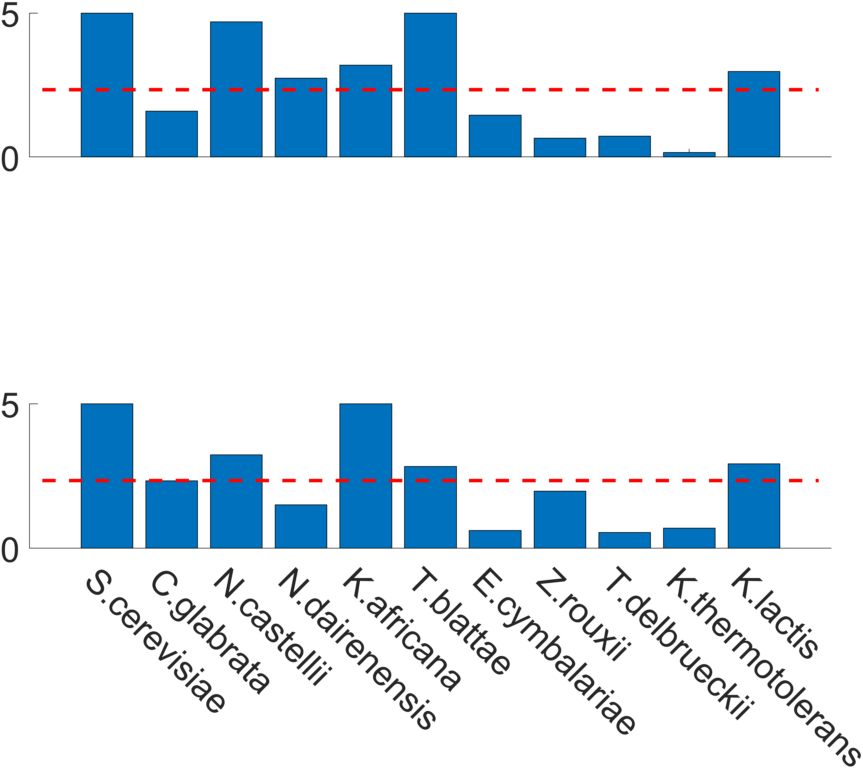 5
0
5
0
S.cerevisiae
C.glabrata
N.castellii
N.dairenensis
K.africana
T.blattae
E.cymbalariae
Z.rouxii
T.delbrueckii
K.thermotolerans
K.lactis